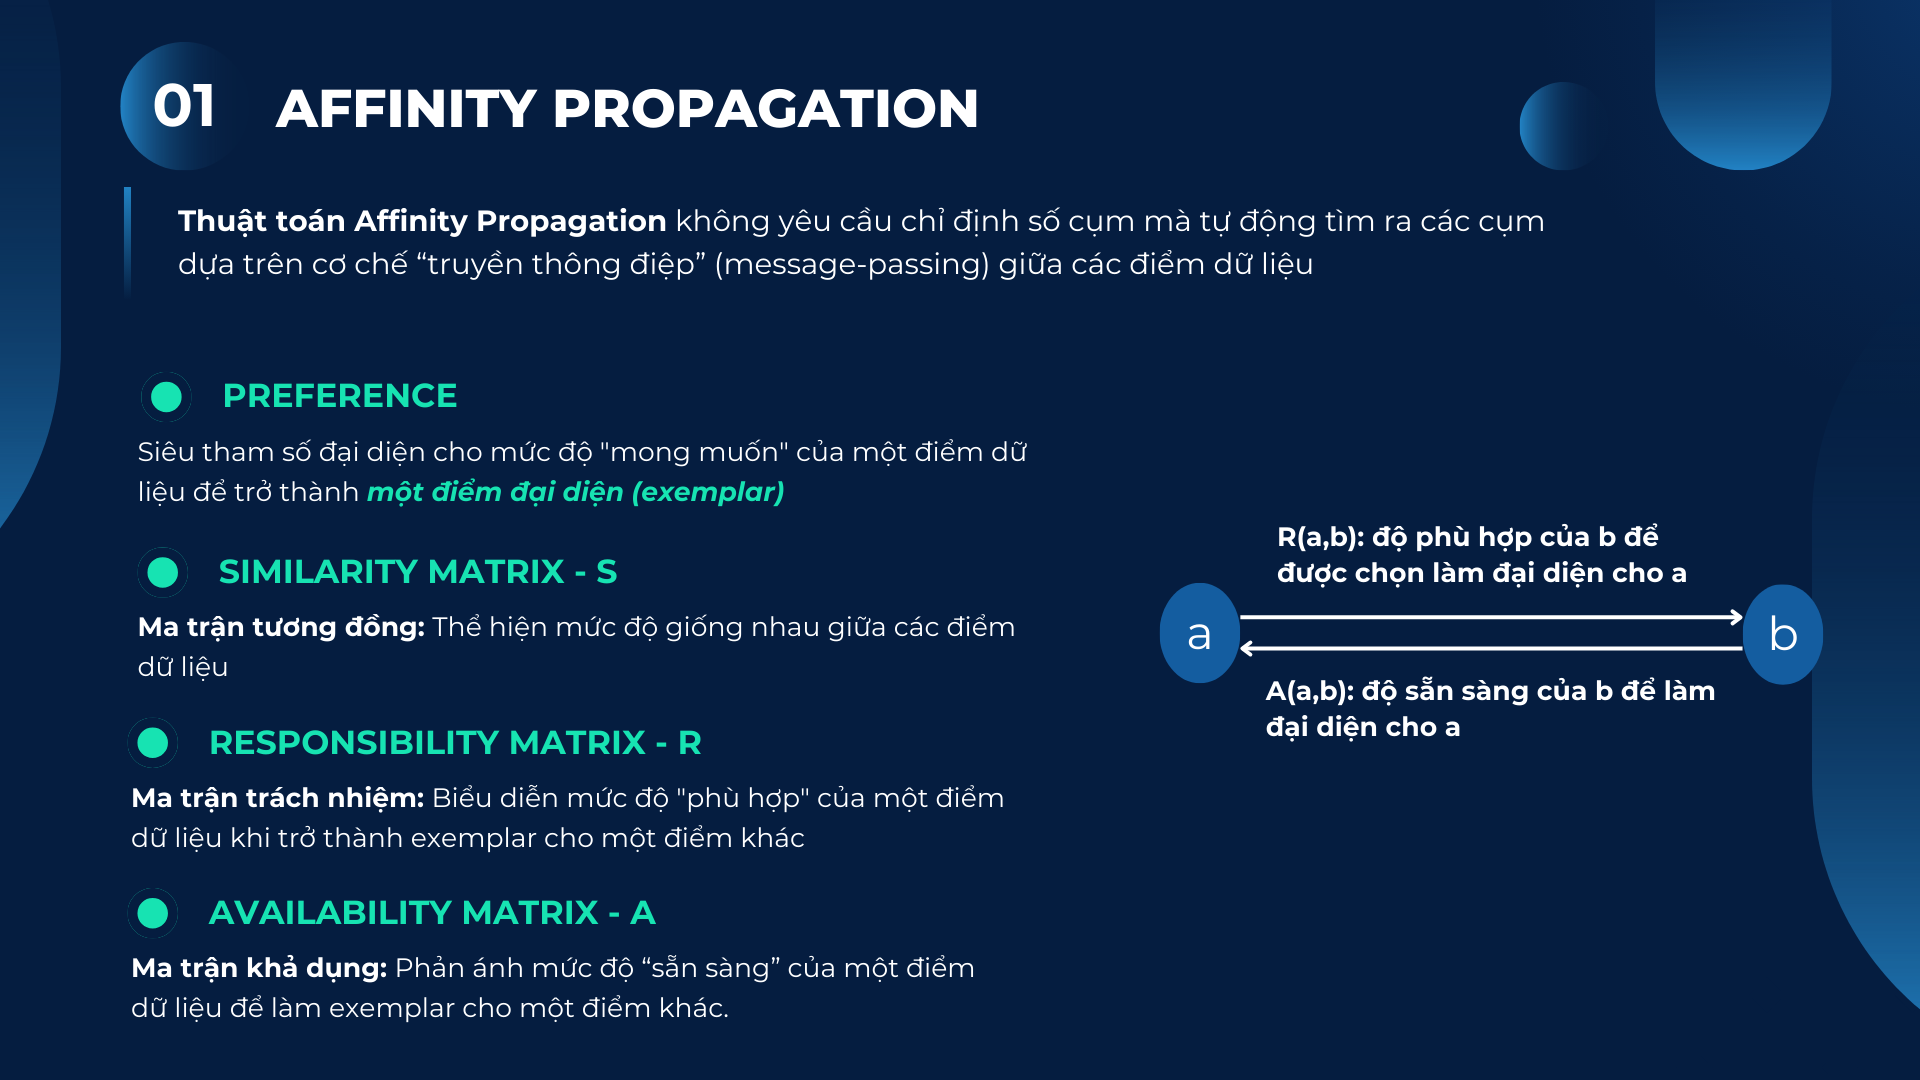 01
AFFINITY PROPAGATION
Thuật toán Affinity Propagation không yêu cầu chỉ định số cụm mà tự động tìm ra các cụm
dựa trên cơ chế “truyền thông điệp” (message-passing) giữa các điểm dữ liệu
PREFERENCE
Siêu tham số đại diện cho mức độ "mong muốn" của một điểm dữ
liệu để trở thành một điểm đại diện (exemplar)
SIMILARITY MATRIX - S
Ma trận tương đồng: Thể hiện mức độ giống nhau giữa các điểm
dữ liệu
RESPONSIBILITY MATRIX - R
Ma trận trách nhiệm: Biểu diễn mức độ "phù hợp" của một điểm
dữ liệu khi trở thành exemplar cho một điểm khác
AVAILABILITY MATRIX - A
Ma trận khả dụng: Phản ánh mức độ “sẵn sàng” của một điểm
dữ liệu để làm exemplar cho một điểm khác.
R(a,b): độ phù hợp của b để
được chọn làm đại diện cho a
a
b
A(a,b): độ sẵn sàng của b để làm
đại diện cho a